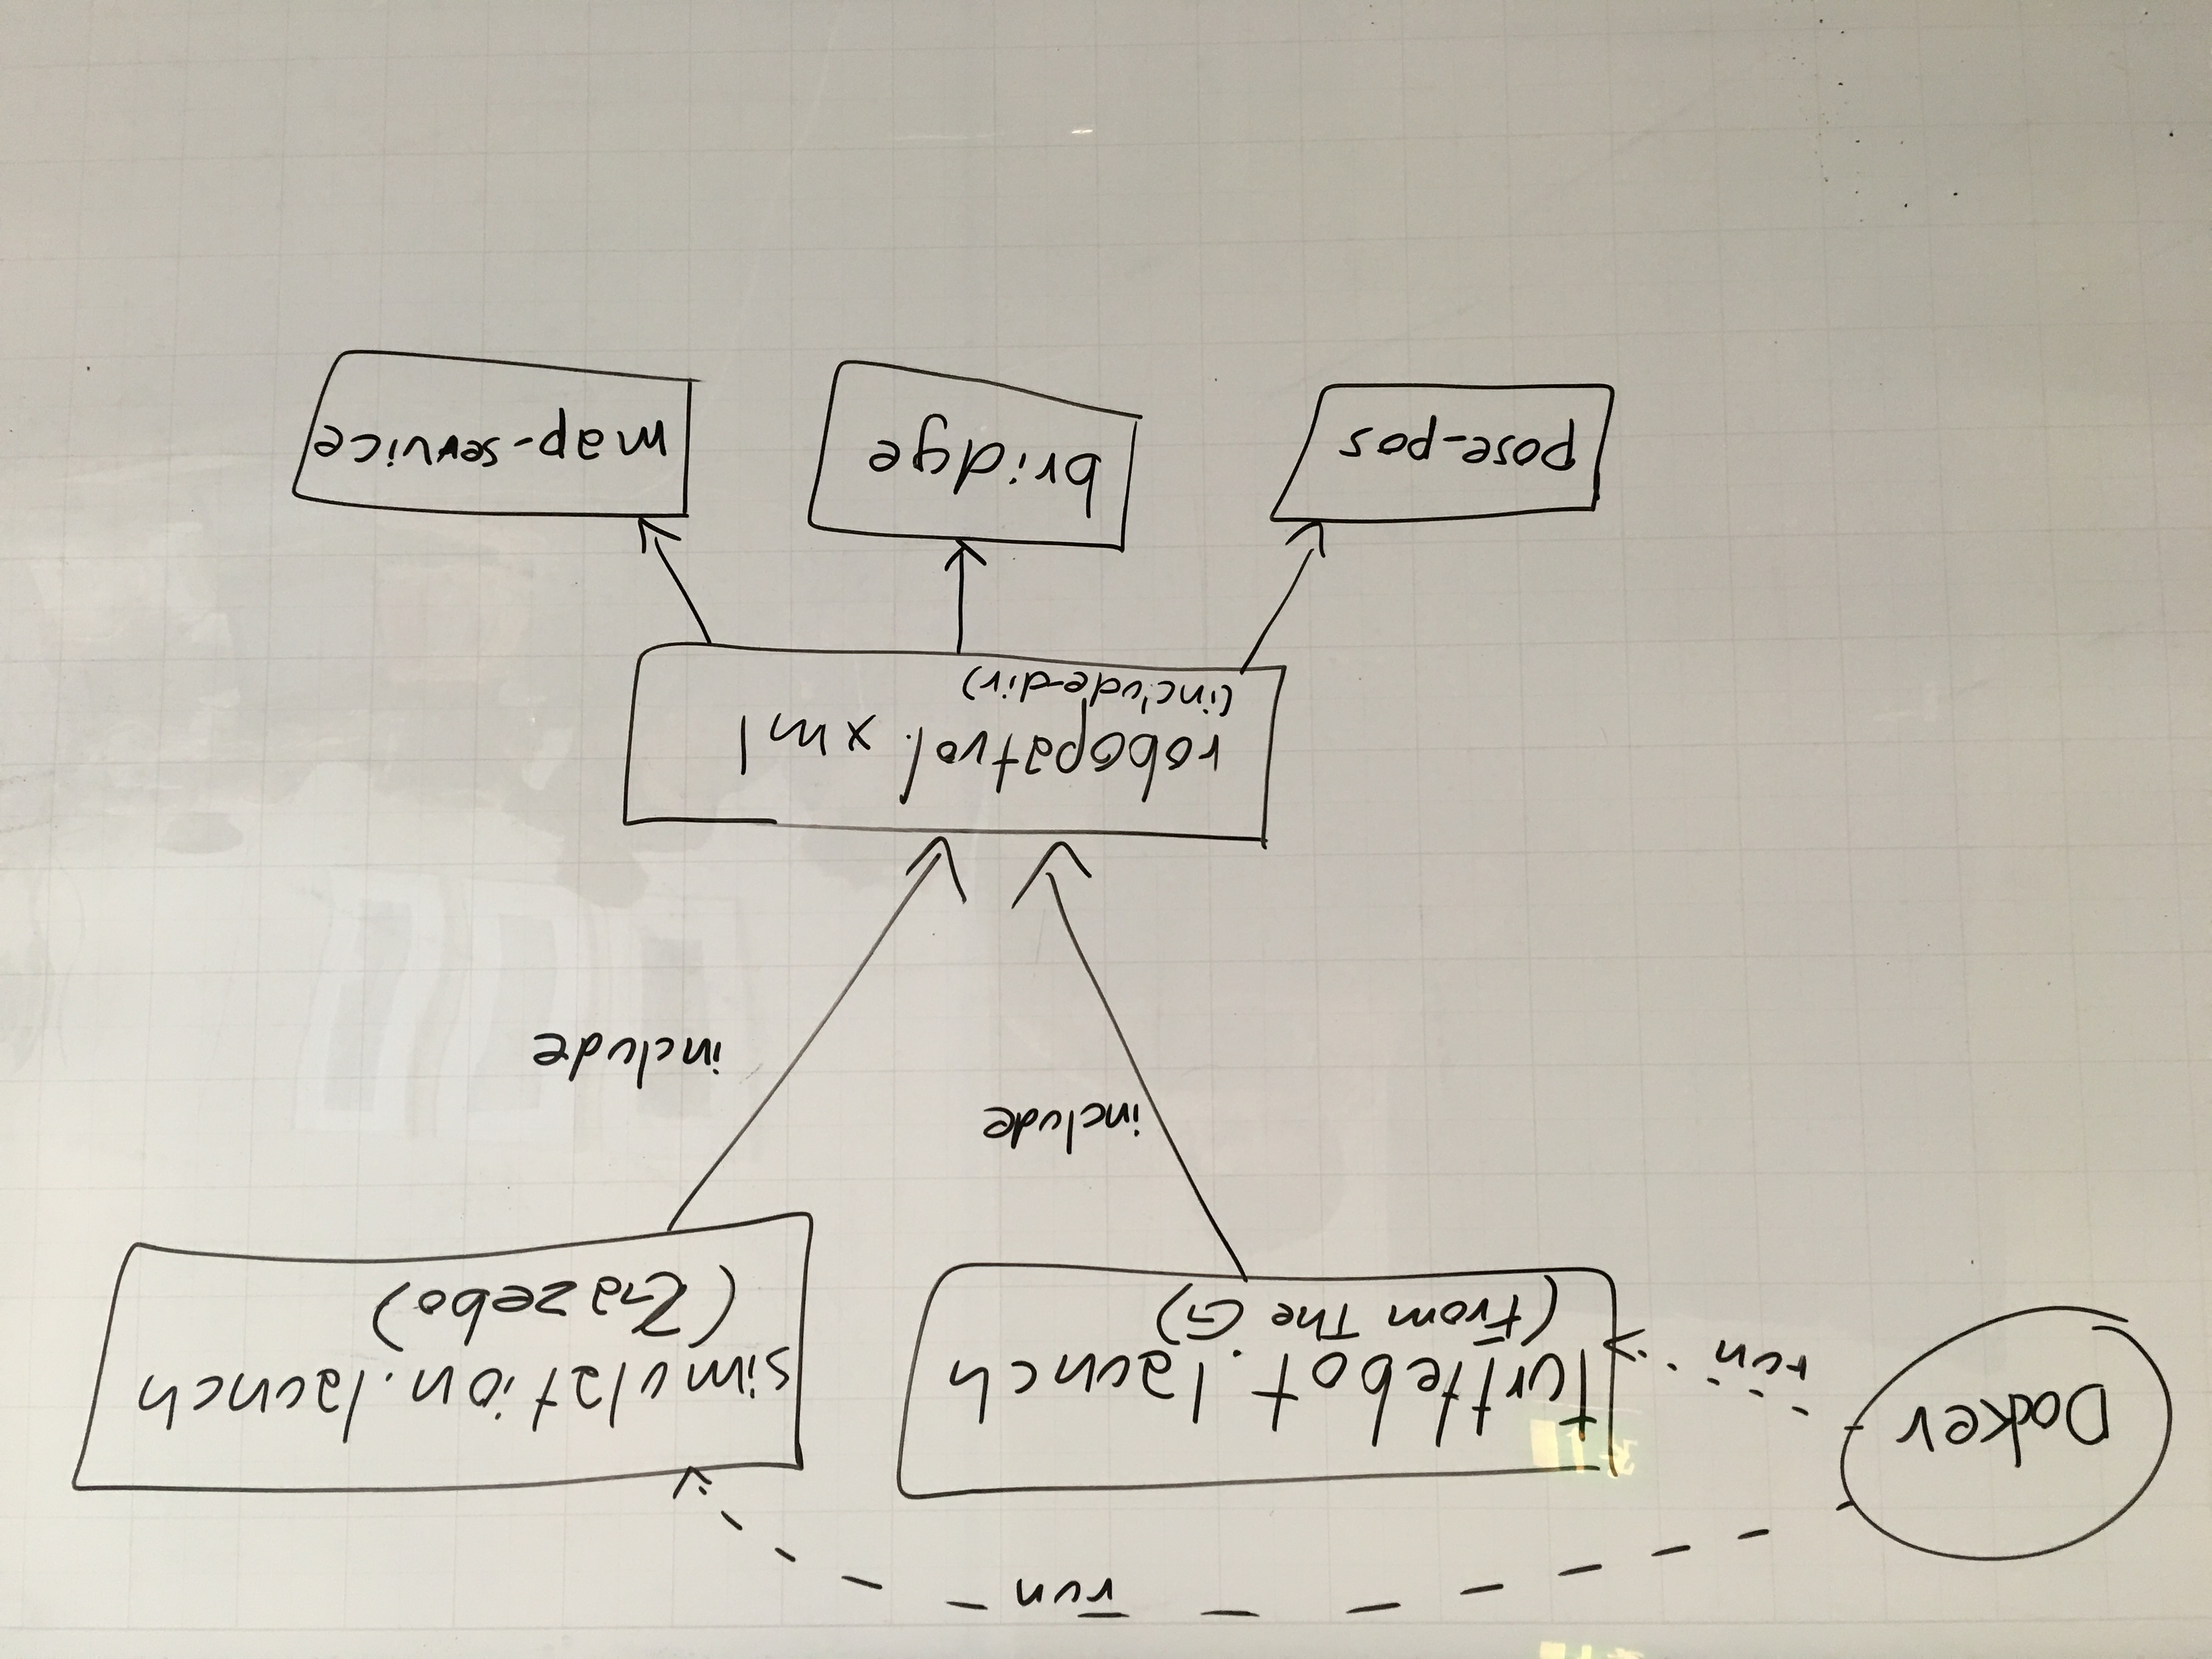 run
Docker
run
turtlebot.launch
(From The G)
simulation.launch
(Gazebo)
include
include
robopatrol.xml
(include-dir)
pose_pos
bridge
map-service